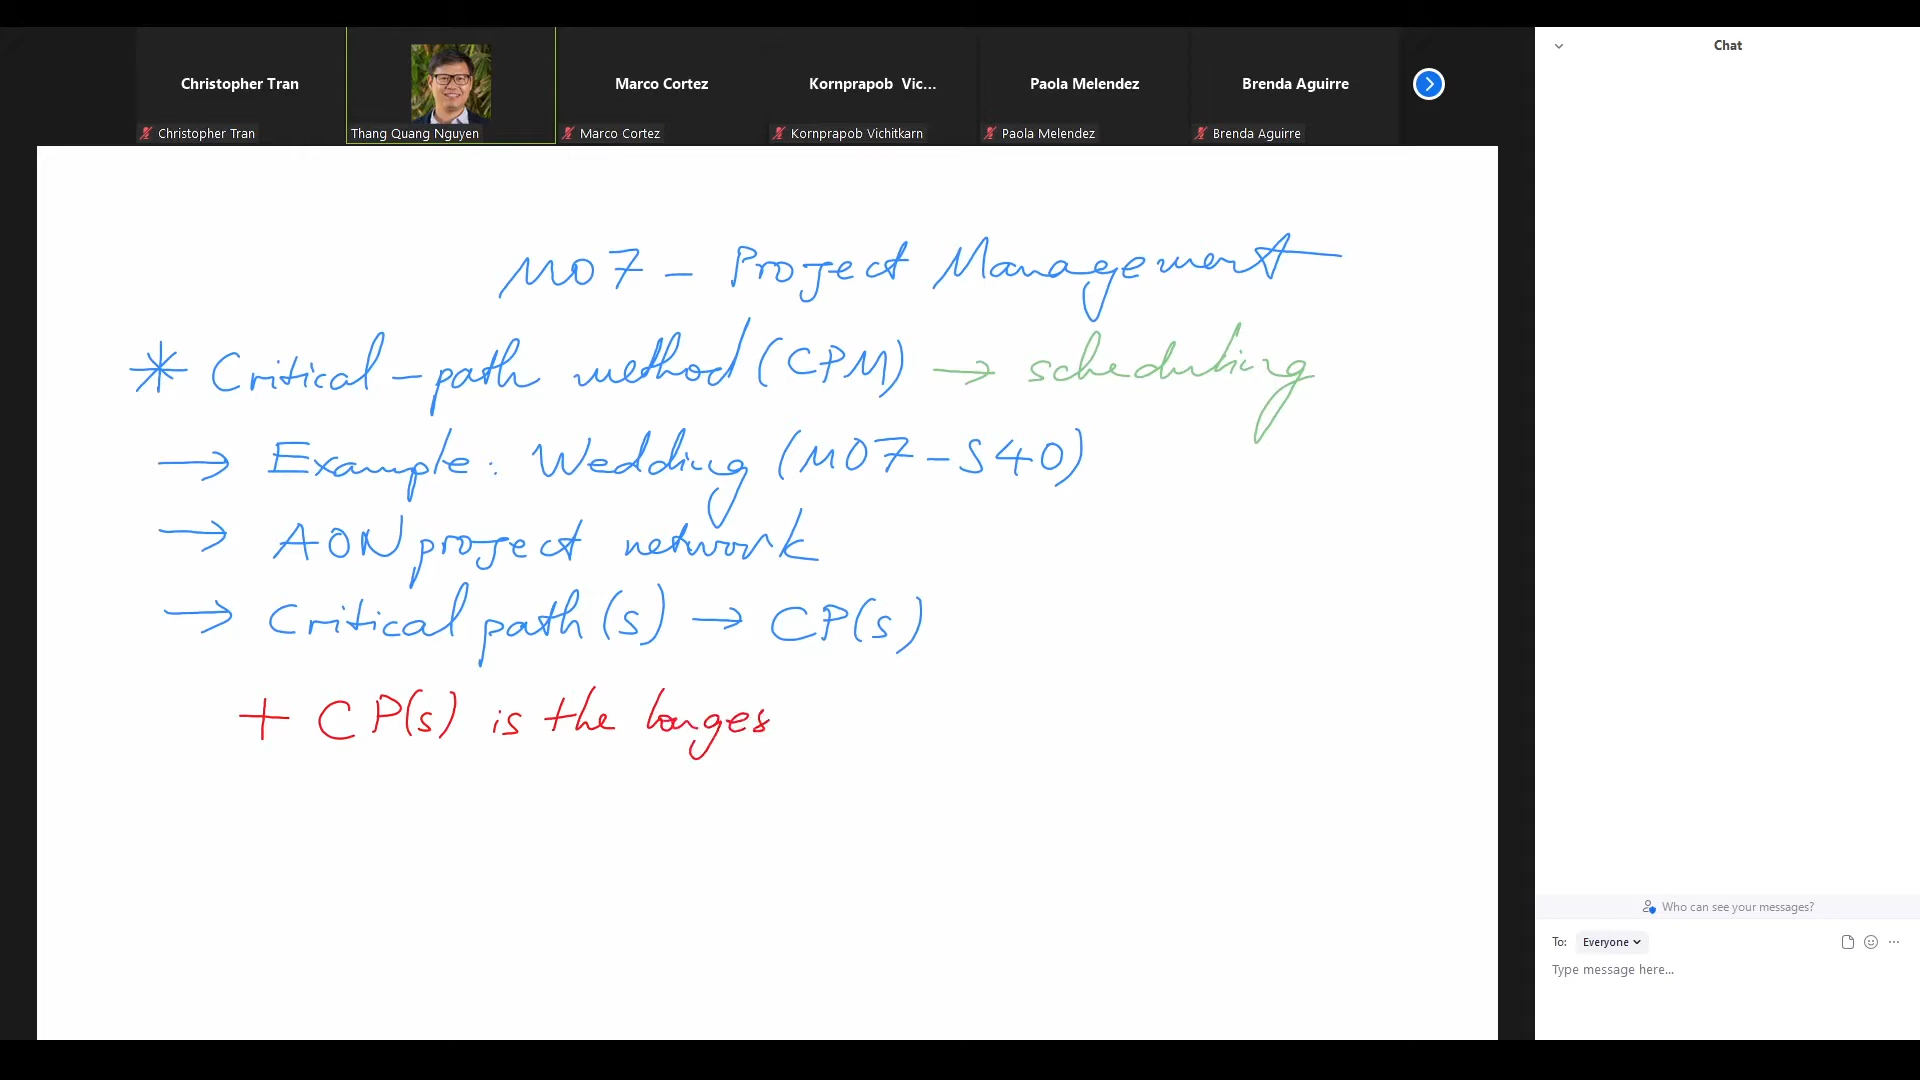 Chat
Christopher Tran
Marco Cortez
Kornprapob Vic...
Paola Melendez
Brenda Aguirre
Christopher Tran
Thang Quang Nguyen
Marco Cortez
Kornprapob Vichitkarn
Paola Melendez
Brenda Aguirre
M07 - Project Management
* Critical-path method (CPM) → scheduling
→ Example: Wedding (M07-S40)
→ AON project network
→ Critical path(s) → CP(s)
+ CP(s) is the longes
Who can see your messages?
To: Everyone
Type message here...